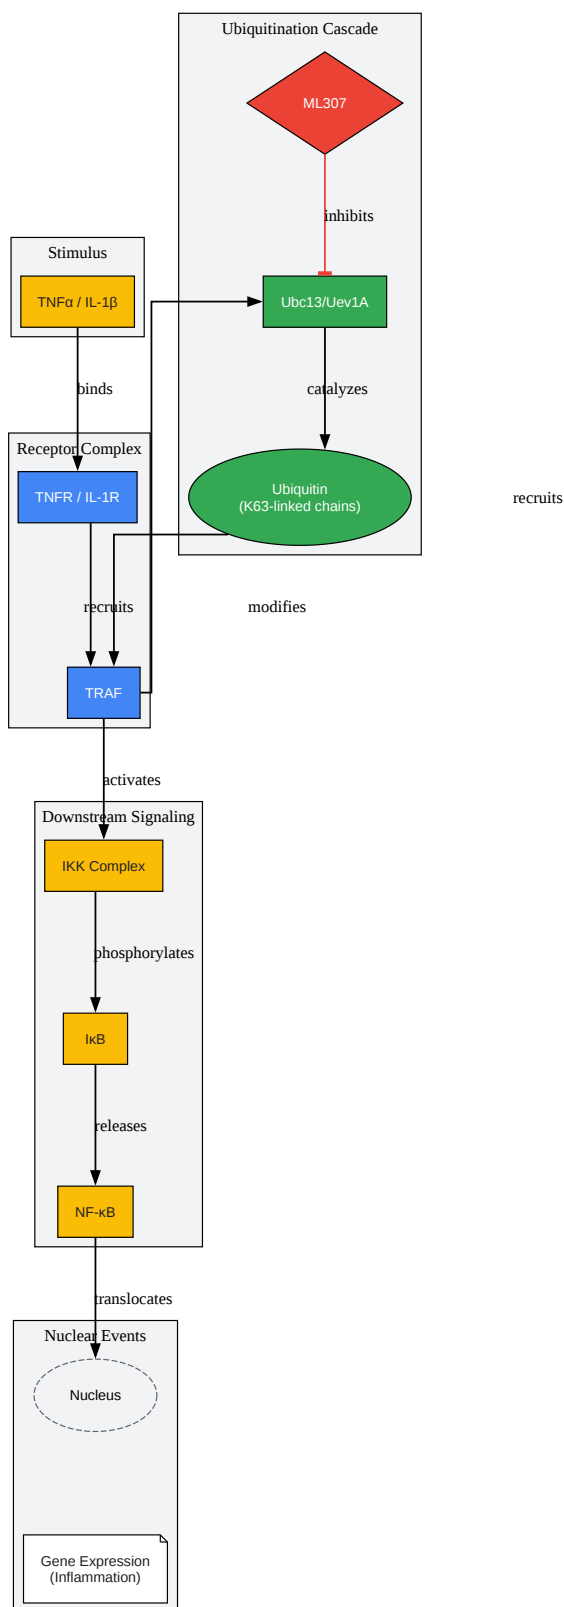 Ubiquitination Cascade
ML307
inhibits
Stimulus
TNFα / IL-1β
Ubc13/Uev1A
binds
catalyzes
Receptor Complex
TNFR / IL-1R
Ubiquitin
(K63-linked chains)
recruits
recruits
modifies
TRAF
activates
Downstream Signaling
IKK Complex
phosphorylates
IκB
releases
NF-κB
translocates
Nuclear Events
Nucleus
Gene Expression
(Inflammation)